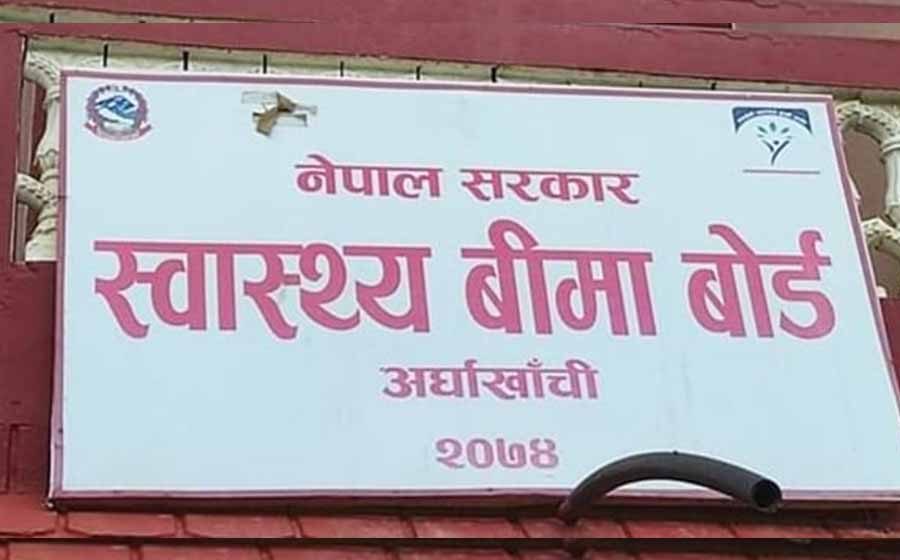 नेपाल सरकार
स्वास्थ्य बीमा बोर्ड
अर्घाखाँची
२०७४